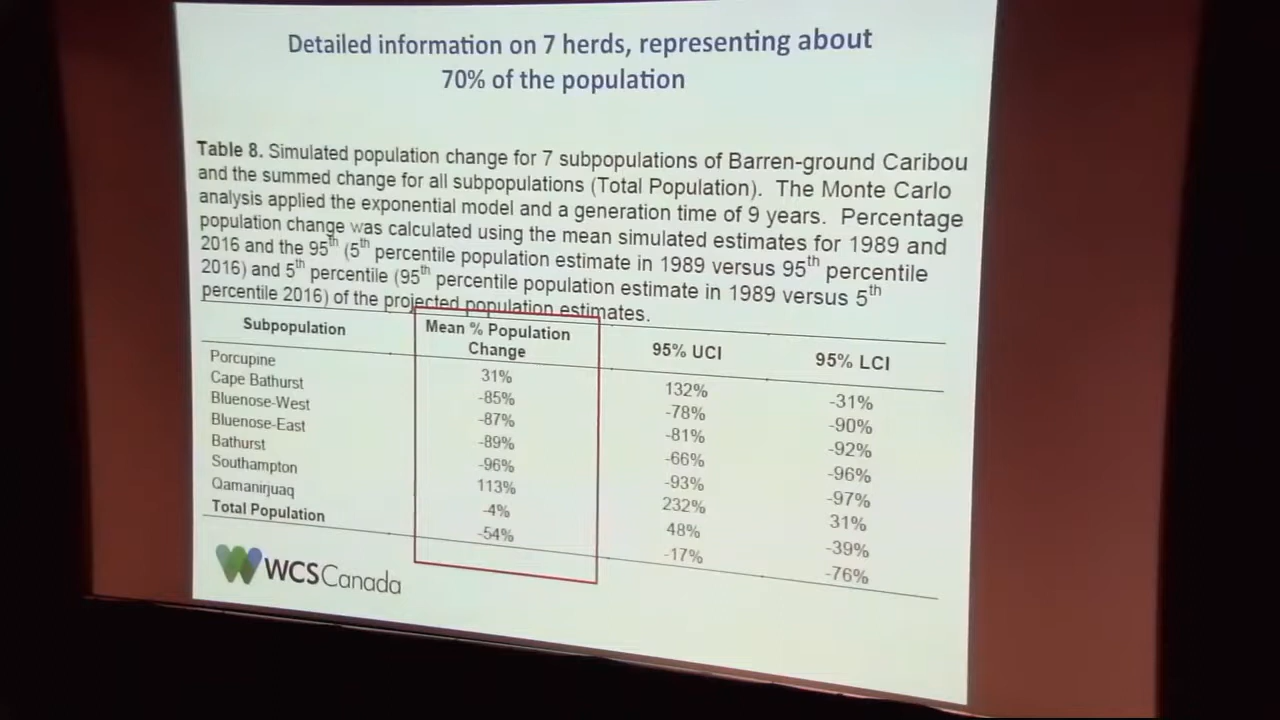 Detailed information on 7 herds, representing about
70% of the population
Table 8. Simulated population change for 7 subpopulations of Barren-ground Caribou
and the summed change for all subpopulations (Total Population). The Monte Carlo
analysis applied the exponential model and a generation time of 9 years. Percentage
population change was calculated using the mean simulated estimates for 1989 and
2016 and the 95th (5th percentile population estimate in 1989 versus 95th percentile
2016) and 5th percentile (95th percentile population estimate in 1989 versus 5th
percentile 2016) of the projected population estimates.
Subpopulation Mean % Population Change 95% UCI 95% LCI
Porcupine 31% 132% -31%
Cape Bathurst -85% -78% -90%
Bluenose-West -87% -81% -92%
Bluenose-East -89% -66% -96%
Bathurst -96% -93% -97%
Southampton 113% 232% 31%
Qamanirjuaq -4% 48% -39%
Total Population -54% -17% -76%
WCS Canada